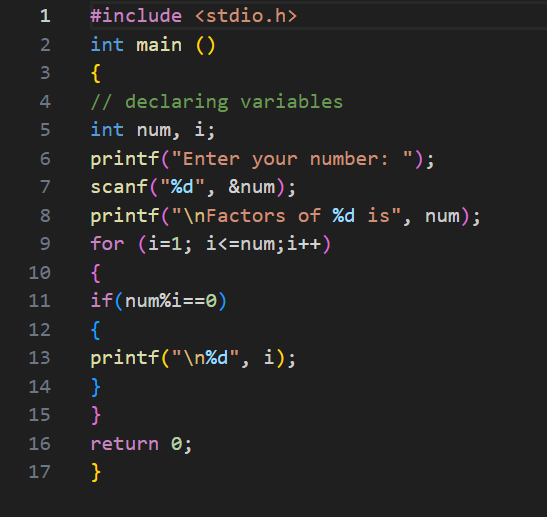 1 #include <stdio.h>
2 int main ()
3 {
4 // declaring variables
5 int num, i;
6 printf("Enter your number: ");
7 scanf("%d", &num);
8 printf("\nFactors of %d is", num);
9 for (i=1; i<=num;i++)
10 {
11 if(num%i==0)
12 {
13 printf("\n%d", i);
14 }
15 }
16 return 0;
17 }